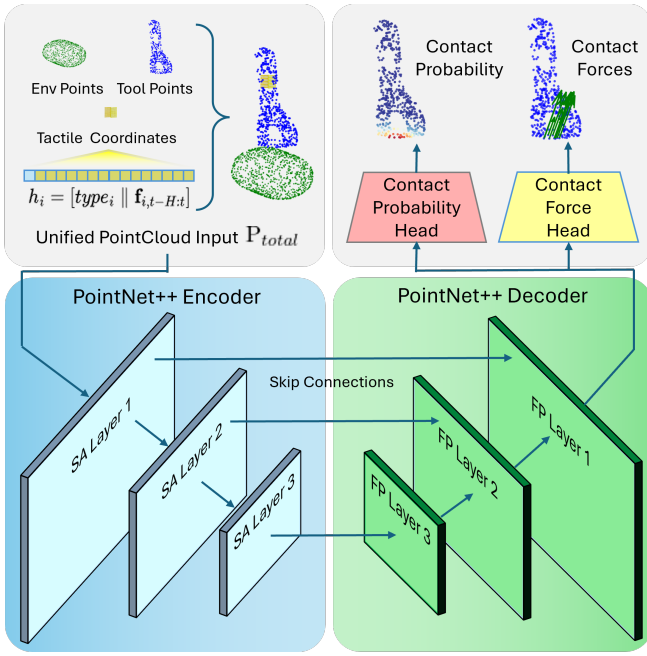 Env Points
Tool Points
Tactile Coordinates
h_i = [type_i ∥ f_{i,t−H:t}]
Unified PointCloud Input P_{total}
Contact
Probability
Contact
Forces
Contact
Probability
Head
Contact
Force
Head
PointNet++ Encoder
PointNet++ Decoder
Skip Connections
SA Layer 1
SA Layer 2
SA Layer 3
FP Layer 3
FP Layer 2
FP Layer 1